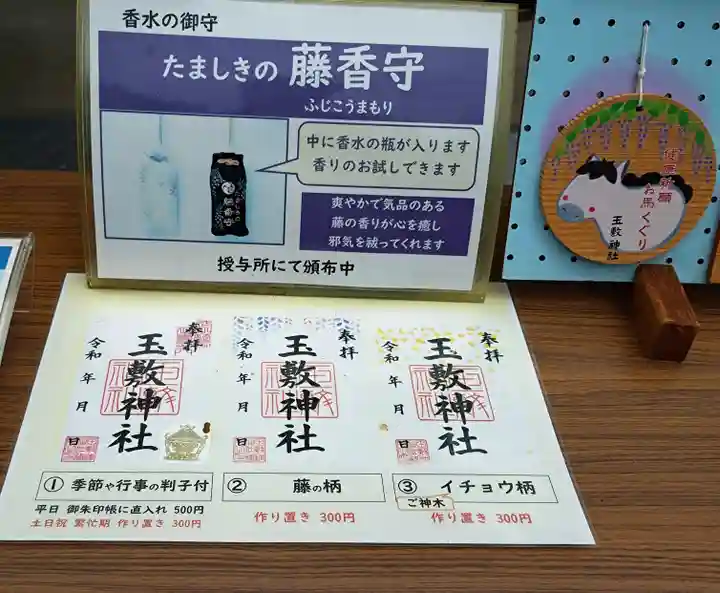 香水の御守
たましきの 藤香守
ふじこうまもり
中に香水の瓶が入ります
香りのお試しできます
爽やかで気品のある
藤の香りが心を癒し
邪気を祓ってくれます
授与所にて頒布中
健康祈願
お馬くぐり
玉敷神社
奉拝
玉敷神社
令和 年 月 日
奉拝
玉敷神社
令和 年 月 日
奉拝
玉敷神社
令和 年 月 日
① 季節や行事の判子付
平日 御朱印帳に直入れ 500円
土日祝 繁忙期 作り置き 300円
② 藤の柄
作り置き 300円
③ イチョウ柄
ご神木
作り置き 300円